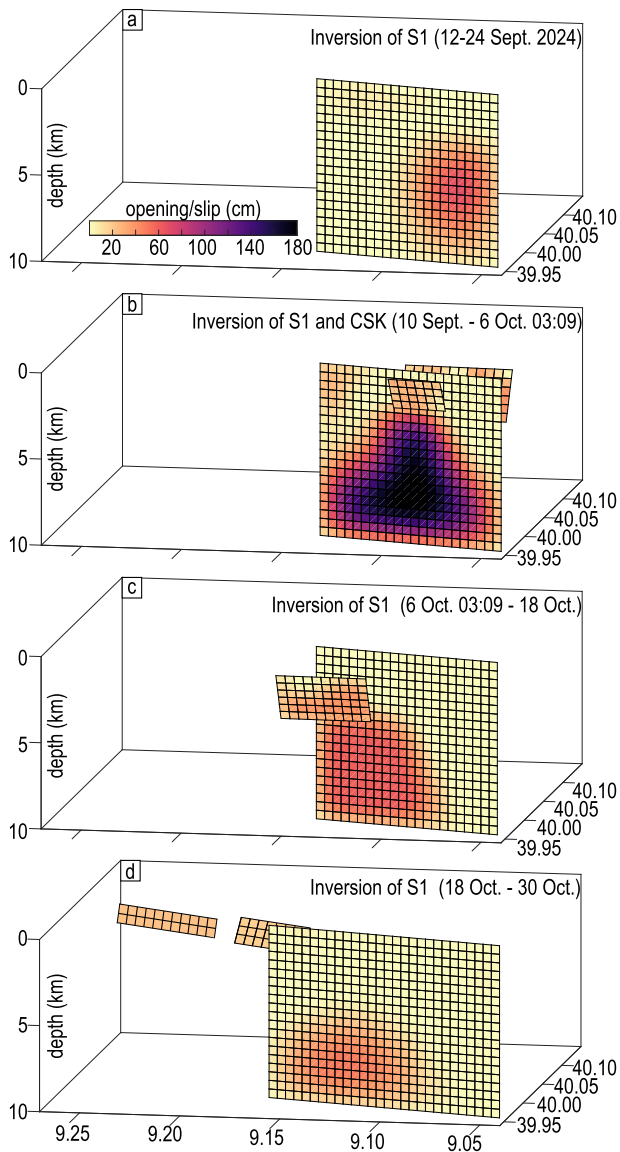 a
Inversion of S1 (12-24 Sept. 2024)
0
5
10
depth (km)
opening/slip (cm)
20 60 100 140 180
40.10
40.05
40.00
39.95
b
Inversion of S1 and CSK (10 Sept. - 6 Oct. 03:09)
0
5
10
depth (km)
40.10
40.05
40.00
39.95
c
Inversion of S1 (6 Oct. 03:09 - 18 Oct.)
0
5
10
depth (km)
40.10
40.05
40.00
39.95
d
Inversion of S1 (18 Oct. - 30 Oct.)
0
5
10
depth (km)
40.10
40.05
40.00
39.95
9.25 9.20 9.15 9.10 9.05